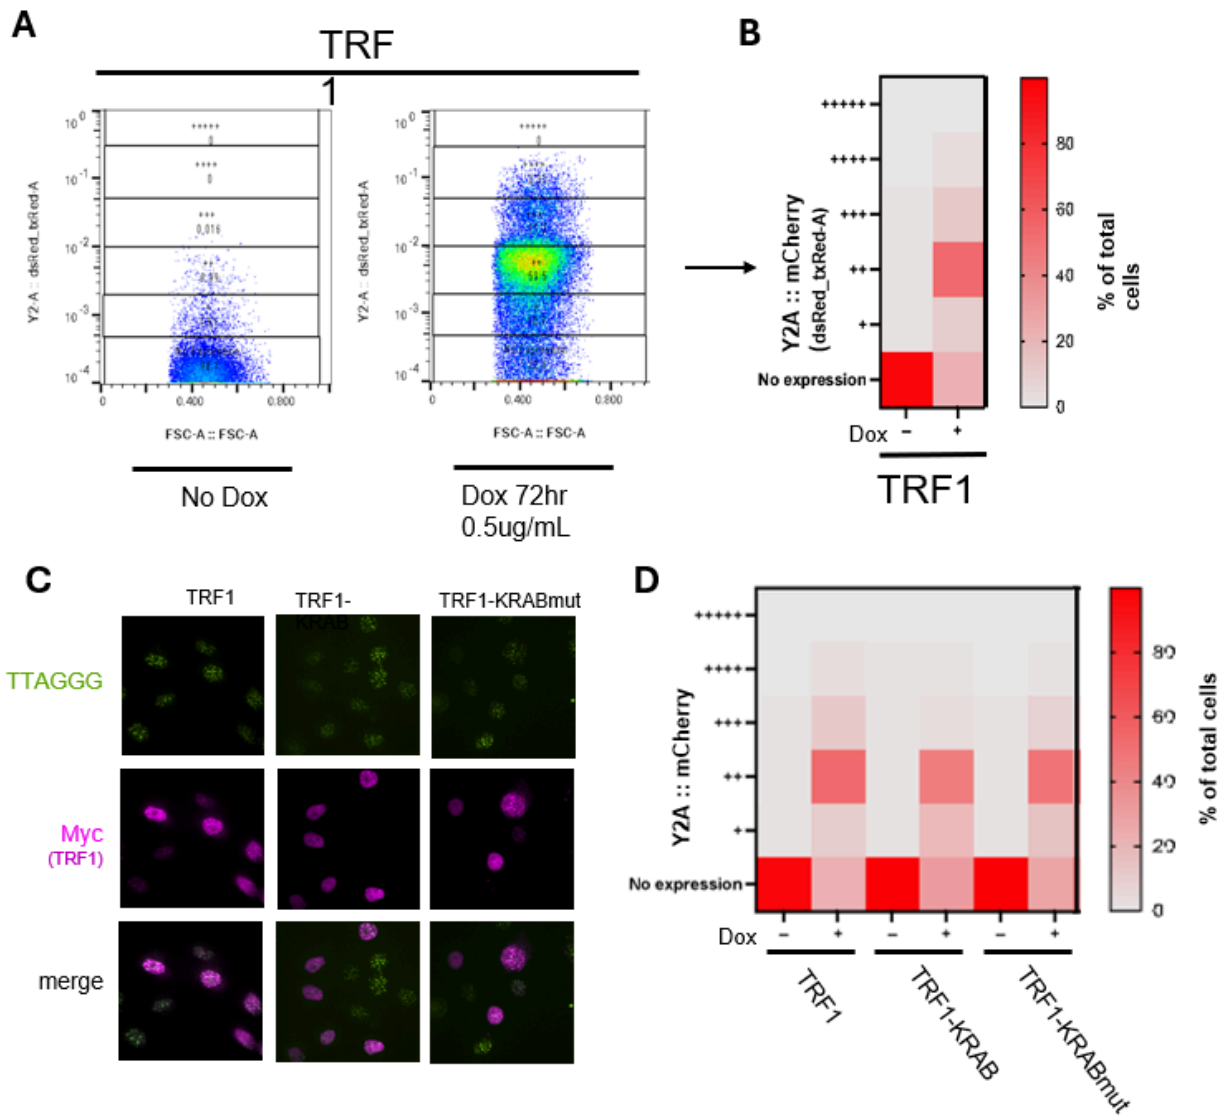 A
TRF
1
10^0
10^-1
10^-2
10^-3
10^-4
Y2-A :: dsRed_txRed-A
+++++
0
++++
0
+++
0,016
++
0 0.400 0.800
FSC-A :: FSC-A
No Dox
10^0
10^-1
10^-2
10^-3
10^-4
Y2-A :: dsRed_txRed-A
+++++
0
++++
++
0 0.400 0.800
FSC-A :: FSC-A
Dox 72hr
0.5ug/mL
B
Y2A :: mCherry
(dsRed_txRed-A)
+++++
++++
+++
++
+
No expression
Dox - +
TRF1
80
60
40
20
0
% of total
cells
C
TRF1 TRF1-KRAB TRF1-KRABmut
TTAGGG
Myc
(TRF1)
merge
D
Y2A :: mCherry
+++++
++++
+++
++
+
No expression
Dox - + - + - +
TRF1
TRF1-KRAB
TRF1-KRABmut
80
60
40
20
0
% of total cells